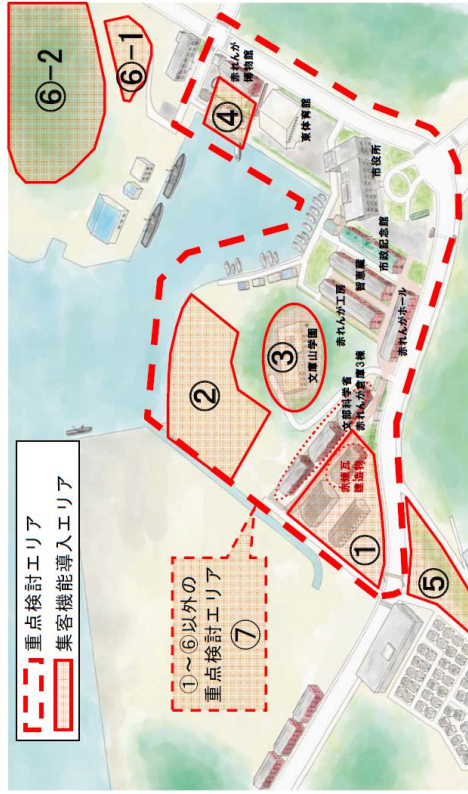 重点検討エリア
集客機能導入エリア
①～⑥以外の
重点検討エリア
⑦
⑥-2
⑥-1
④
赤れんが
博物館
東体育館
市役所
②
③
文庫山学園
赤れんが工房
智恵蔵
市政記念館
赤れんがホール
文部科学省
赤れんが倉庫3棟
赤煉瓦
建造物
①
⑤